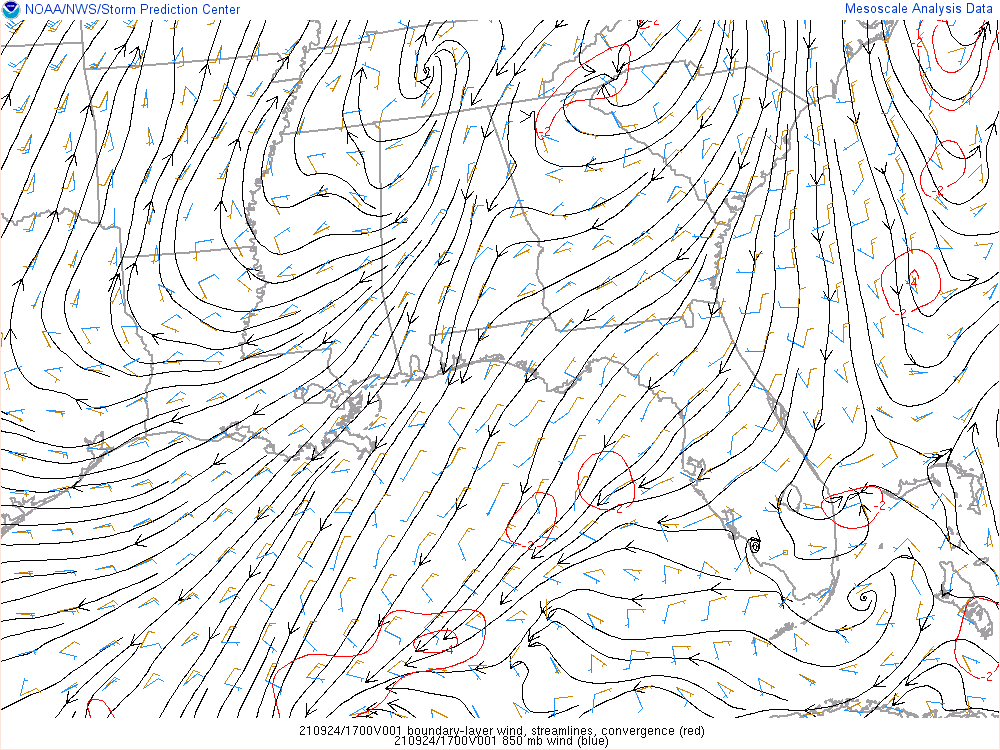 NOAA/NWS/Storm Prediction Center
Mesoscale Analysis Data
-2
-2
-2
-2
-4
-2
-2
-2
-2
-2
210924/1700V001 boundary-layer wind, streamlines, convergence (red)
210924/1700V001 850 mb wind (blue)